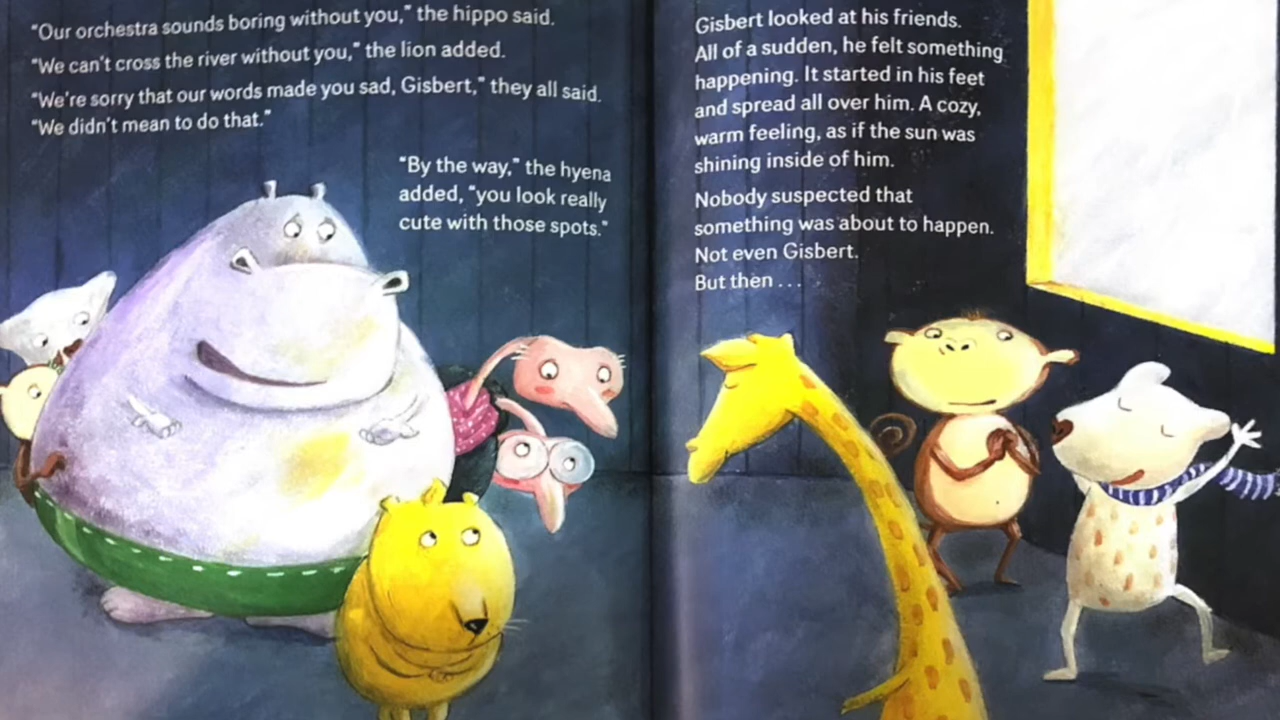 “Our orchestra sounds boring without you,” the hippo said.
“We can’t cross the river without you,” the lion added.
“We’re sorry that our words made you sad, Gisbert,” they all said.
“We didn’t mean to do that.”
“By the way,” the hyena
added, “you look really
cute with those spots.”
Gisbert looked at his friends.
All of a sudden, he felt something
happening. It started in his feet
and spread all over him. A cozy,
warm feeling, as if the sun was
shining inside of him.
Nobody suspected that
something was about to happen.
Not even Gisbert.
But then . . .